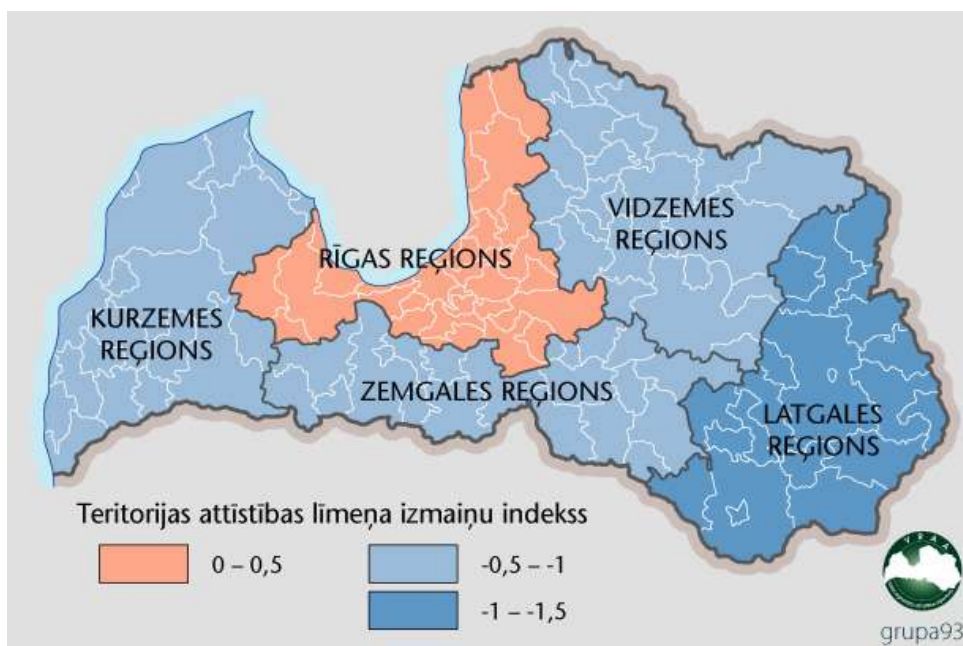 VIDZEMES
REĢIONS
RĪGAS REĢIONS
KURZEMES
REĢIONS
ZEMGALES REĢIONS
LATGALES
REĢIONS
Teritorijas attīstības līmeņa izmaiņu indekss
0 – 0,5
-0,5 – -1
-1 – -1,5
VRAA
grupa93